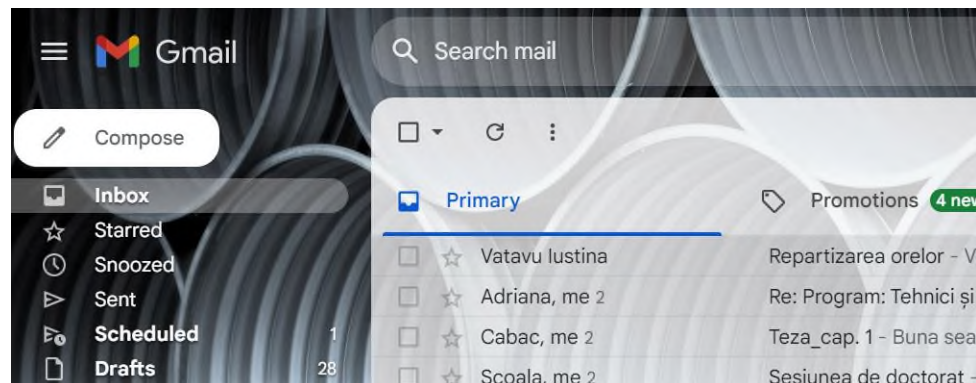 Gmail
Search mail
Compose
Inbox
Starred
Snoozed
Sent
Scheduled 1
Drafts 28
Primary
Promotions 4 new
Vatavu Iustina Repartizarea orelor - V
Adriana, me 2 Re: Program: Tehnici și
Cabac, me 2 Teza_cap. 1 - Buna sea
Scoala, me 2 Sesiunea de doctorat -